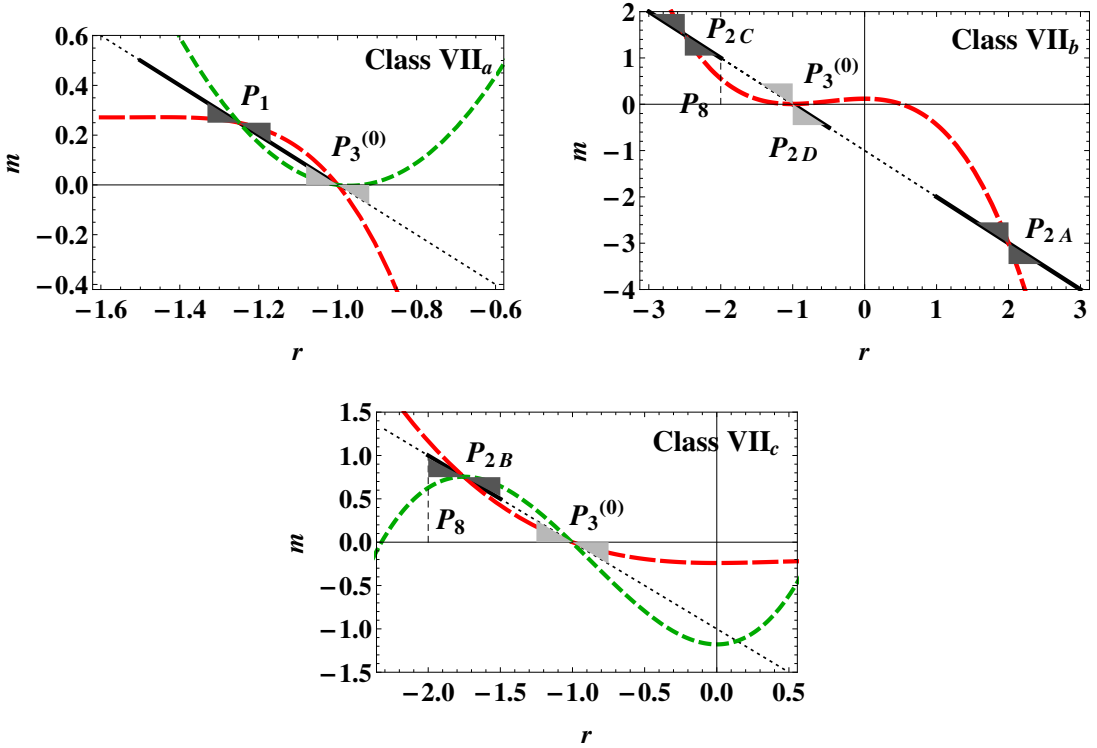 Class VIIa
P1
P3(0)
0.6
0.4
0.2
0.0
−0.2
−0.4
m
−1.6
−1.4
−1.2
−1.0
−0.8
−0.6
r
Class VIIb
P2C
P3(0)
P8
P2D
P2A
2
1
0
−1
−2
−3
−4
m
−3
−2
−1
0
1
2
3
r
Class VIIc
P2B
P3(0)
P8
1.5
1.0
0.5
0.0
−0.5
−1.0
−1.5
m
−2.0
−1.5
−1.0
−0.5
0.0
0.5
r